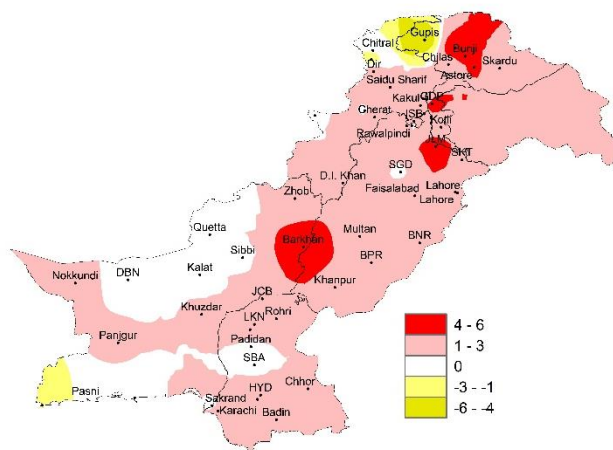 Gupis
Chitral
Bunji
Chilas
Dir
Skardu
Astore
Saidu Sharif
Kakul
GDP
Cherat
ISB
Rawalpindi
Kotli
JLM
SKT
SGD
D.I. Khan
Faisalabad
Lahore
Lahore
Zhob
Quetta
Barkhan
Multan
BNR
Sibbi
BPR
Nokkundi
DBN
Kalat
Khanpur
JCB
Khuzdar
LKN
Rohri
Panjgur
Padidan
SBA
Pasni
Sakrand
HYD
Chhor
Karachi
Badin
4 - 6
1 - 3
0
-3 - -1
-6 - -4